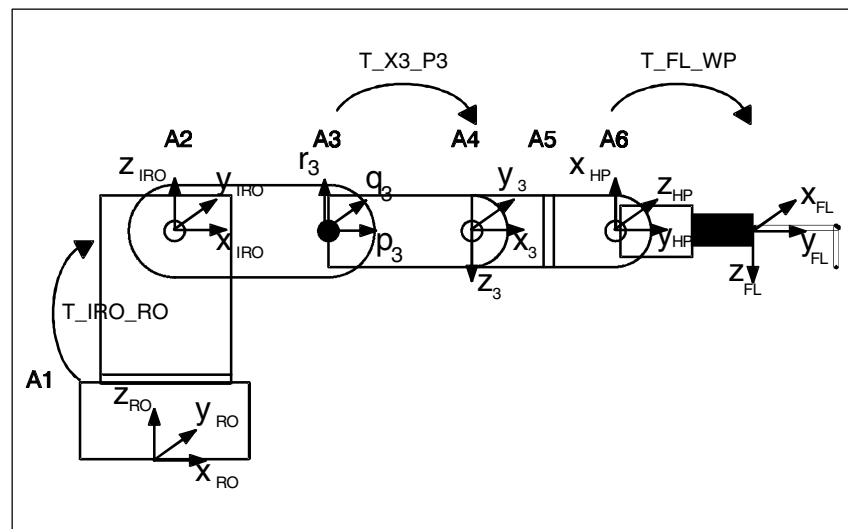 T_X3_P3
T_FL_WP
A2
A3
A4
A5
A6
z IRO
y IRO
x IRO
r3
q3
p3
y3
x3
z3
x HP
z HP
y HP
x FL
y FL
z FL
T_IRO_RO
A1
z RO
y RO
x RO